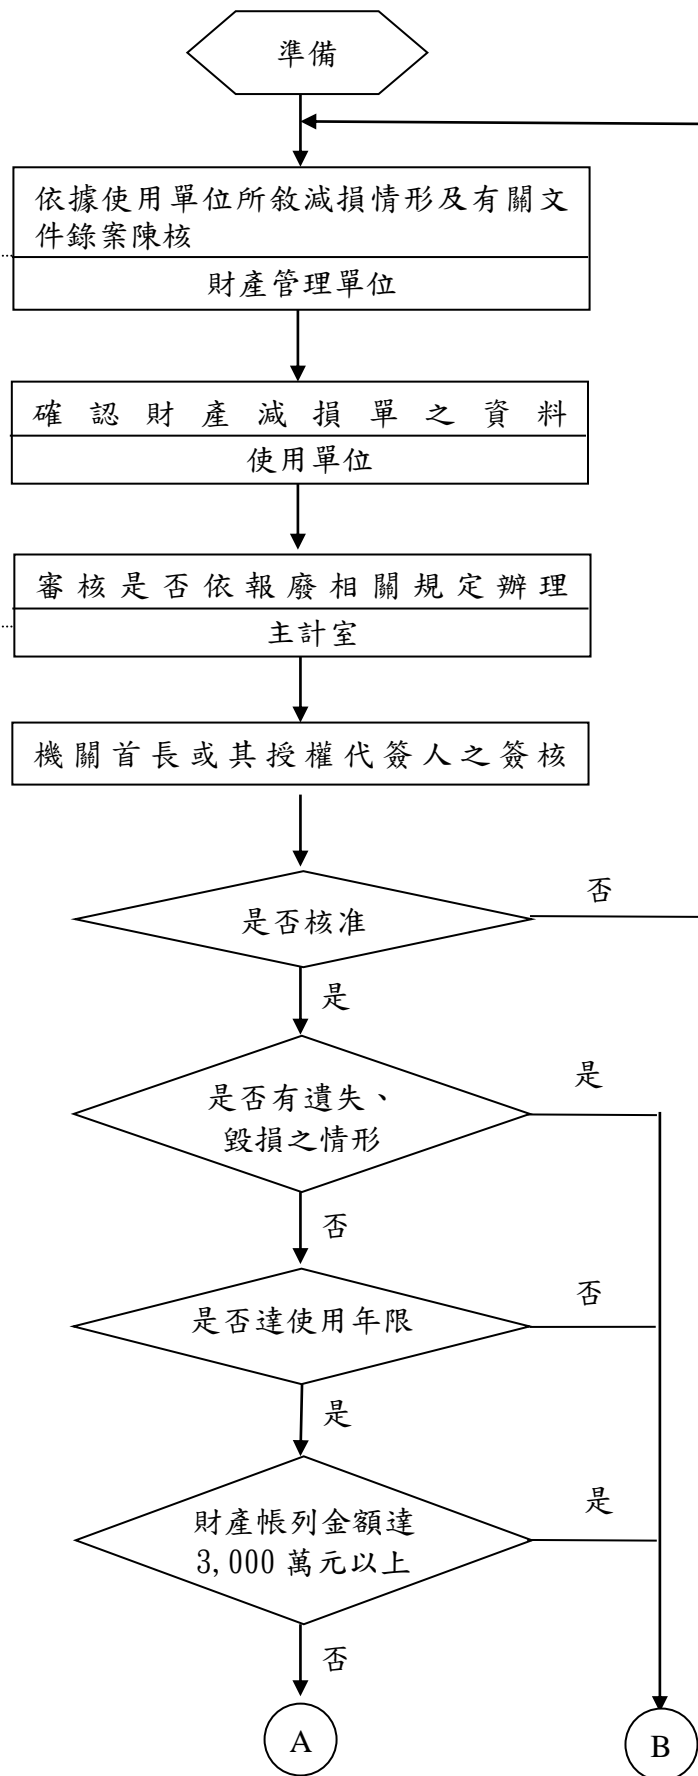 準備
依據使用單位所敘減損情形及有關文
件錄案陳核
財產管理單位
確認財產減損單之資料
使用單位
審核是否依報廢相關規定辦理
主計室
機關首長或其授權代簽人之簽核
是否核准
否
是
是否有遺失、
毀損之情形
是
否
是否達使用年限
否
是
財產帳列金額達
3,000 萬元以上
是
否
A
B